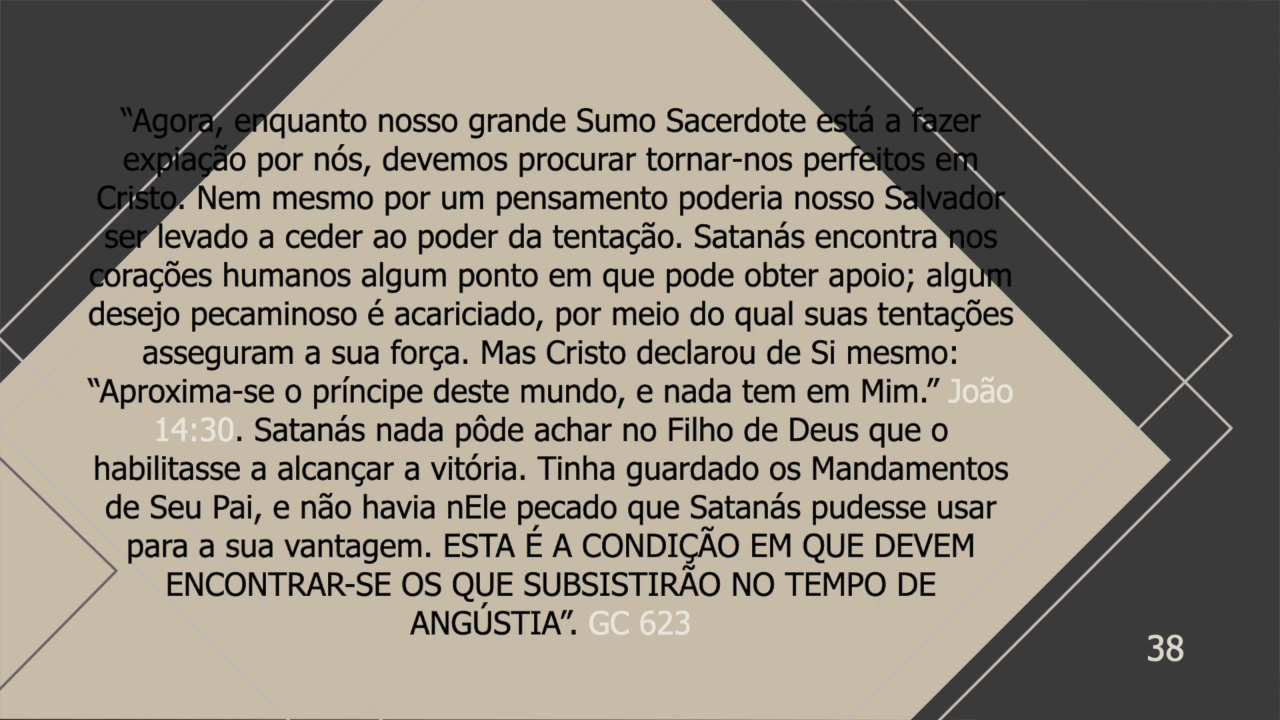 “Agora, enquanto nosso grande Sumo Sacerdote está a fazer
expiação por nós, devemos procurar tornar-nos perfeitos em
Cristo. Nem mesmo por um pensamento poderia nosso Salvador
ser levado a ceder ao poder da tentação. Satanás encontra nos
corações humanos algum ponto em que pode obter apoio; algum
desejo pecaminoso é acariciado, por meio do qual suas tentações
asseguram a sua força. Mas Cristo declarou de Si mesmo:
“Aproxima-se o príncipe deste mundo, e nada tem em Mim.” João
14:30. Satanás nada pôde achar no Filho de Deus que o
habilitasse a alcançar a vitória. Tinha guardado os Mandamentos
de Seu Pai, e não havia nEle pecado que Satanás pudesse usar
para a sua vantagem. ESTA É A CONDIÇÃO EM QUE DEVEM
ENCONTRAR-SE OS QUE SUBSISTIRÃO NO TEMPO DE
ANGÚSTIA”. GC 623
38